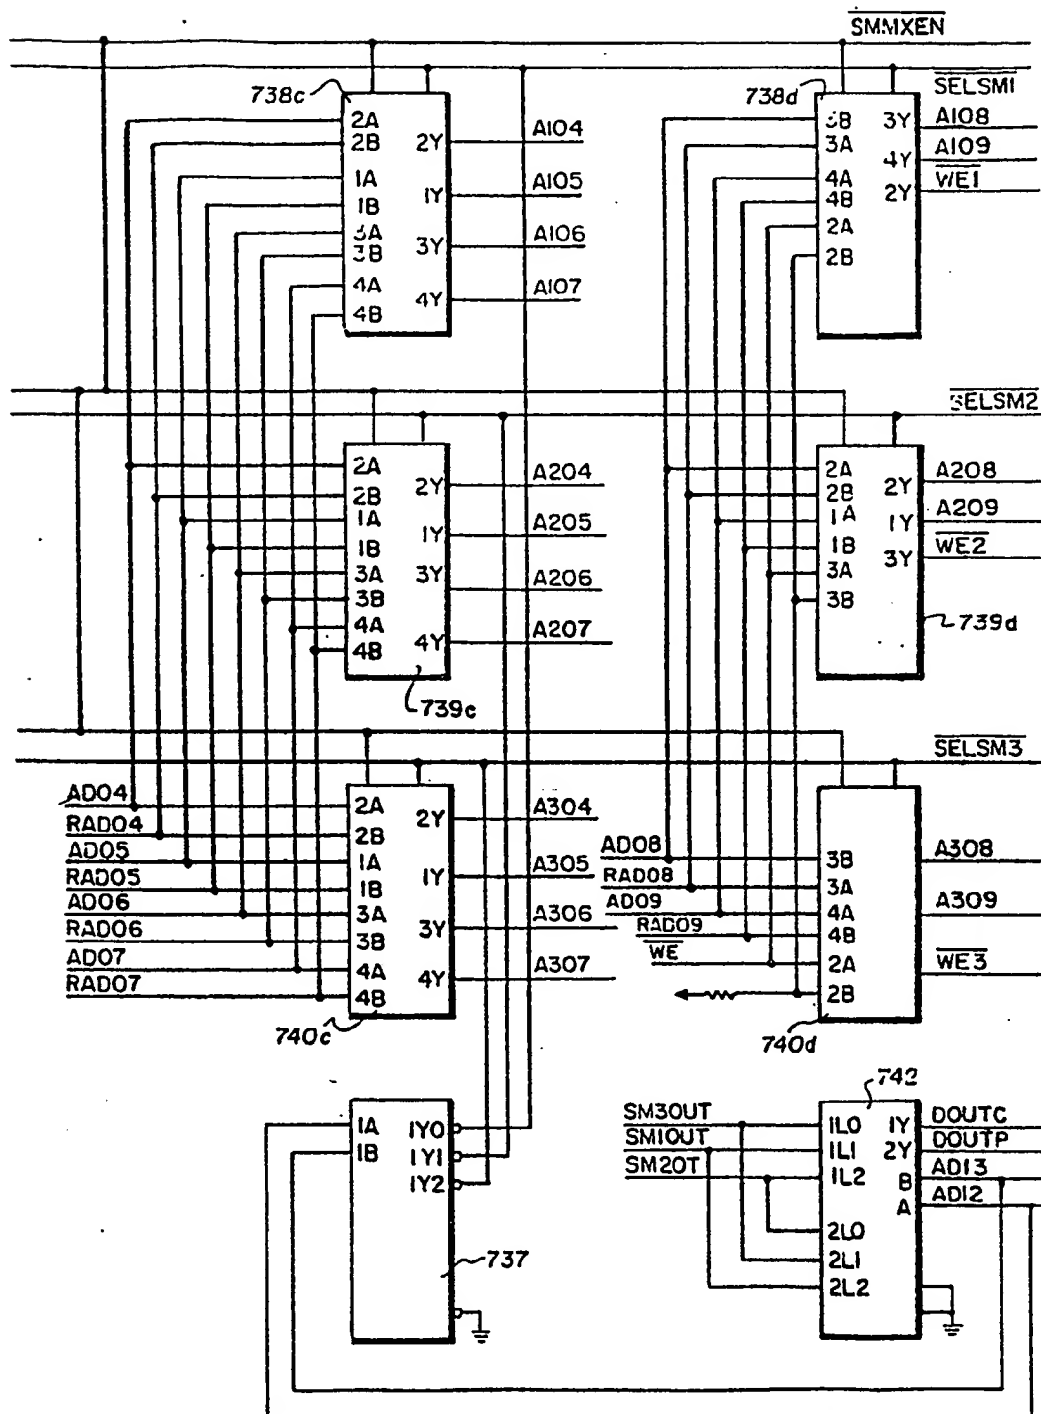 SMMXEN
SELSM1
738c
2A
2B
1A
1B
3A
3B
4A
4B
2Y
1Y
3Y
4Y
A104
A105
A106
A107
738d
3B
3A
4A
4B
2A
2B
3Y
4Y
2Y
A108
A109
WE1
SELSM2
2A
2B
1A
1B
3A
3B
4A
4B
2Y
1Y
3Y
4Y
A204
A205
A206
A207
739c
2A
2B
1A
1B
3A
3B
2Y
1Y
3Y
A208
A209
WE2
739d
SELSM3
AD04
RAD04
AD05
RAD05
AD06
RAD06
AD07
RAD07
2A
2B
1A
1B
3A
3B
4A
4B
2Y
1Y
3Y
4Y
A304
A305
A306
A307
740c
AD08
RAD08
AD09
RAD09
WE
3B
3A
4A
4B
2A
2B
A308
A309
WE3
740d
1A
1B
1Y0
1Y1
1Y2
737
742
SM3OUT
SM1OUT
SM2OT
1L0
1L1
1L2
2L0
2L1
2L2
1Y
2Y
B
A
DOUTC
DOUTP
AD13
AD12